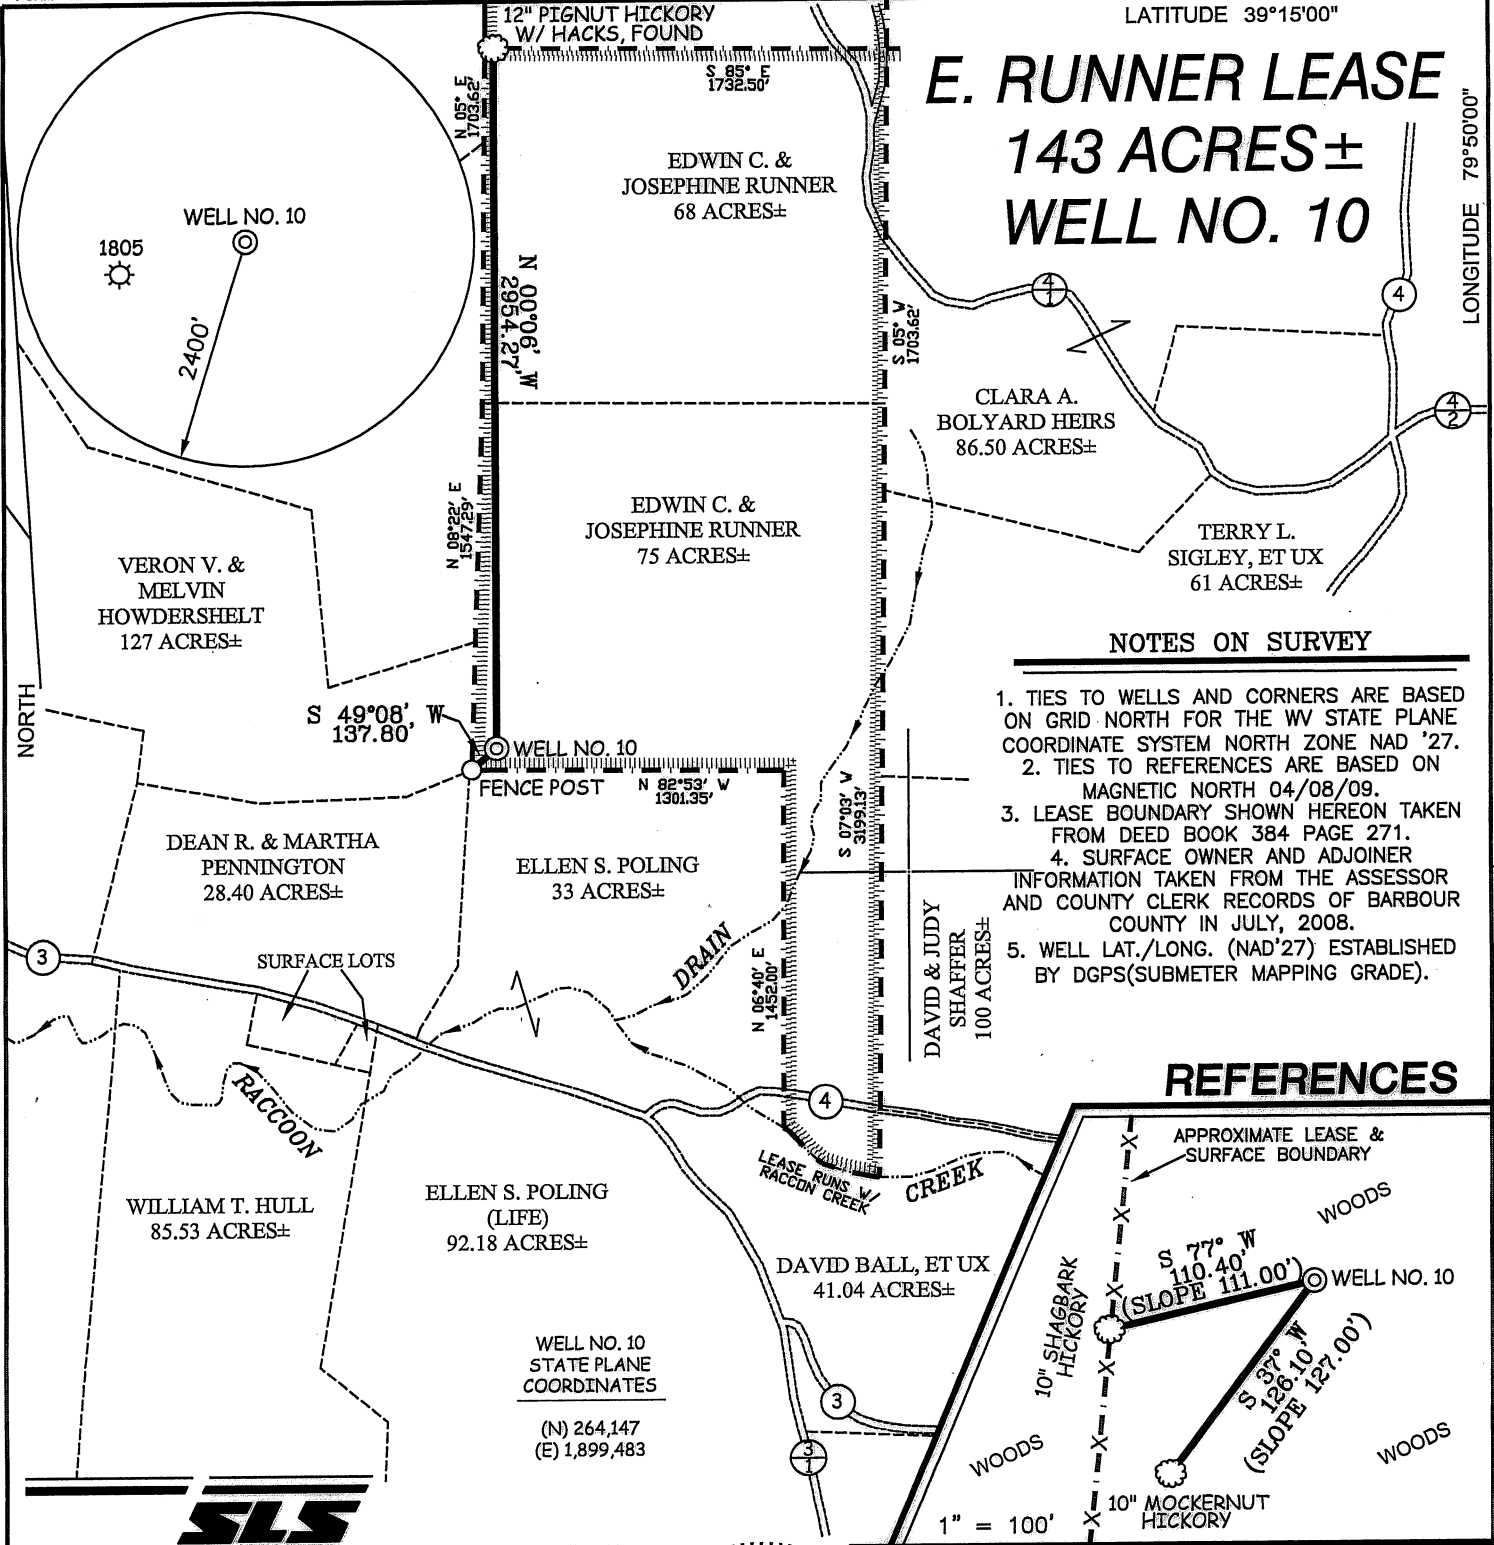 12" PIGNUT HICKORY
W/ HACKS, FOUND
LATITUDE 39°15'00"
E. RUNNER LEASE
143 ACRES±
WELL NO. 10
LONGITUDE 79°50'00"
S 85° E
1732.50'
N 05° E
1703.62'
EDWIN C. &
JOSEPHINE RUNNER
68 ACRES±
WELL NO. 10
1805
2400'
N 00°06' W
2954.27'
S 05° W
1703.62'
4
1
4
4
2
CLARA A.
BOLYARD HEIRS
86.50 ACRES±
N 08°22' E
1547.29'
EDWIN C. &
JOSEPHINE RUNNER
75 ACRES±
TERRY L.
SIGLEY, ET UX
61 ACRES±
VERON V. &
MELVIN
HOWDERSHELT
127 ACRES±
NORTH
S 49°08' W
137.80'
WELL NO. 10
FENCE POST
N 82°53' W
1301.35'
S 07°03' W
3199.13'
NOTES ON SURVEY
1. TIES TO WELLS AND CORNERS ARE BASED
ON GRID NORTH FOR THE WV STATE PLANE
COORDINATE SYSTEM NORTH ZONE NAD '27.
2. TIES TO REFERENCES ARE BASED ON
MAGNETIC NORTH 04/08/09.
3. LEASE BOUNDARY SHOWN HEREON TAKEN
FROM DEED BOOK 384 PAGE 271.
4. SURFACE OWNER AND ADJOINER
INFORMATION TAKEN FROM THE ASSESSOR
AND COUNTY CLERK RECORDS OF BARBOUR
COUNTY IN JULY, 2008.
5. WELL LAT./LONG. (NAD'27) ESTABLISHED
BY DGPS(SUBMETER MAPPING GRADE).
DEAN R. & MARTHA
PENNINGTON
28.40 ACRES±
ELLEN S. POLING
33 ACRES±
DAVID & JUDY
SHAFFER
100 ACRES±
3
SURFACE LOTS
DRAIN
N 06°40' E
1452.00'
RACCOON
4
LEASE RUNS W/
RACCON CREEK
CREEK
WILLIAM T. HULL
85.53 ACRES±
ELLEN S. POLING
(LIFE)
92.18 ACRES±
DAVID BALL, ET UX
41.04 ACRES±
WELL NO. 10
STATE PLANE
COORDINATES
(N) 264,147
(E) 1,899,483
3
3
1
SLS
REFERENCES
APPROXIMATE LEASE &
SURFACE BOUNDARY
WOODS
S 77° W
110.40'
(SLOPE 111.00')
WELL NO. 10
10" SHAGBARK
HICKORY
S 37° W
126.10'
(SLOPE 127.00')
WOODS
WOODS
10" MOCKERNUT
HICKORY
1" = 100'